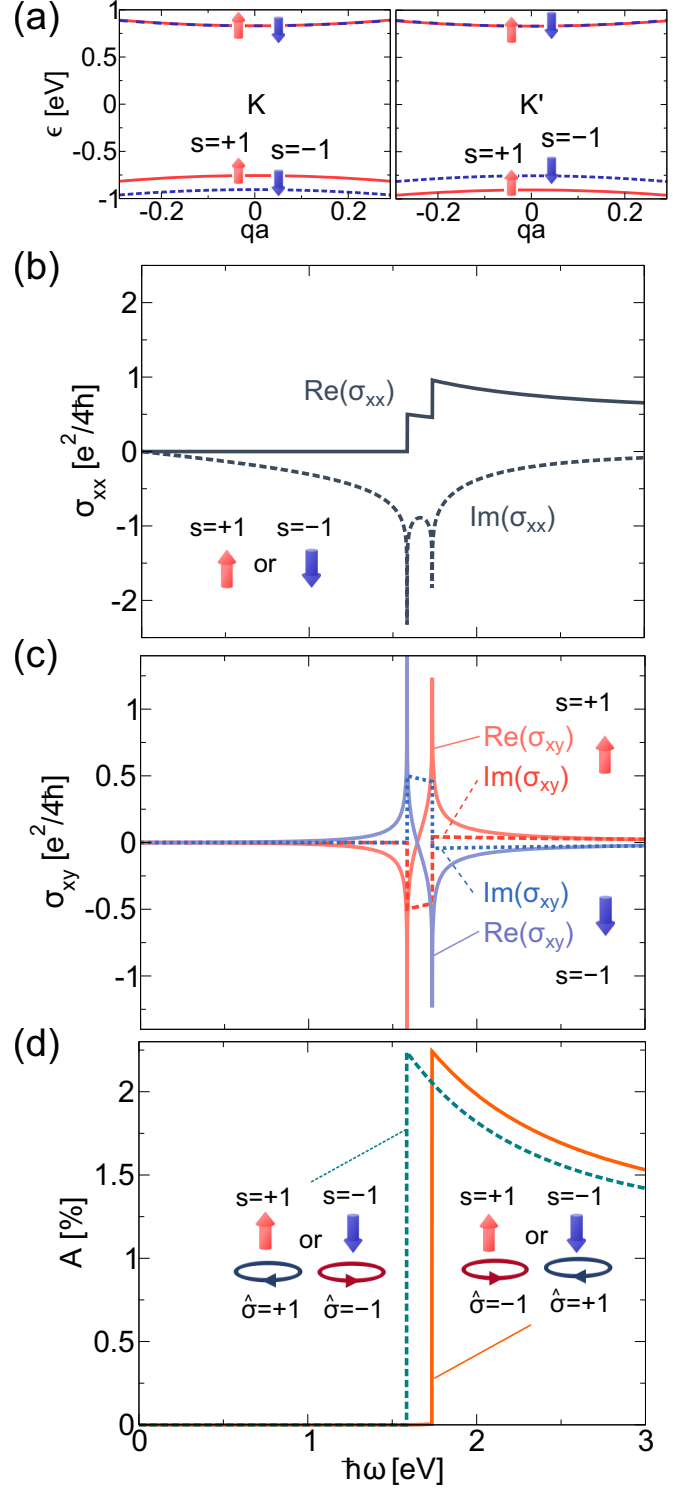 (a)
1
0.5
0
-0.5
-1
ϵ [eV]
K
K'
s=+1
s=−1
s=+1
s=−1
-0.2
0
0.2
-0.2
0
0.2
qa
qa
(b)
2
1
0
-1
-2
σxx [e²/4ħ]
Re(σxx)
Im(σxx)
s=+1
s=−1
or
(c)
1
0.5
0
-0.5
-1
σxy [e²/4ħ]
s=+1
Re(σxy)
Im(σxy)
Im(σxy)
Re(σxy)
s=−1
(d)
2
1.5
1
0.5
0
A [%]
s=+1
s=−1
or
σ̂=+1
σ̂=−1
s=+1
s=−1
or
σ̂=−1
σ̂=+1
0
1
2
3
ħω [eV]